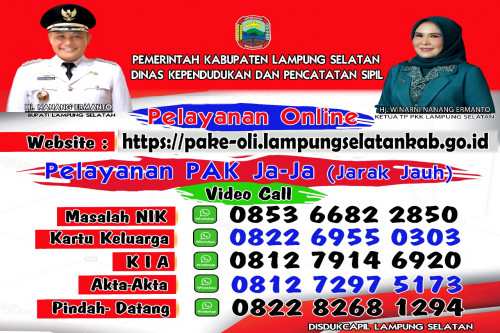 PEMERINTAH KABUPATEN LAMPUNG SELATAN
DINAS KEPENDUDUKAN DAN PENCATATAN SIPIL
H. NANANG ERMANTO
BUPATI LAMPUNG SELATAN
Hj. WINARNI NANANG ERMANTO
KETUA TP PKK LAMPUNG SELATAN
Pelayanan Online
Website : https://pake-oli.lampungselatankab.go.id
Pelayanan PAK Ja-Ja (Jarak Jauh)
Video Call
Masalah NIK 0853 6682 2850
Kartu Keluarga 0822 6955 0303
K I A 0812 7914 6920
Akta-Akta 0812 7297 5173
Pindah- Datang 0822 8268 1294
DISDUKCAPIL LAMPUNG SELATAN